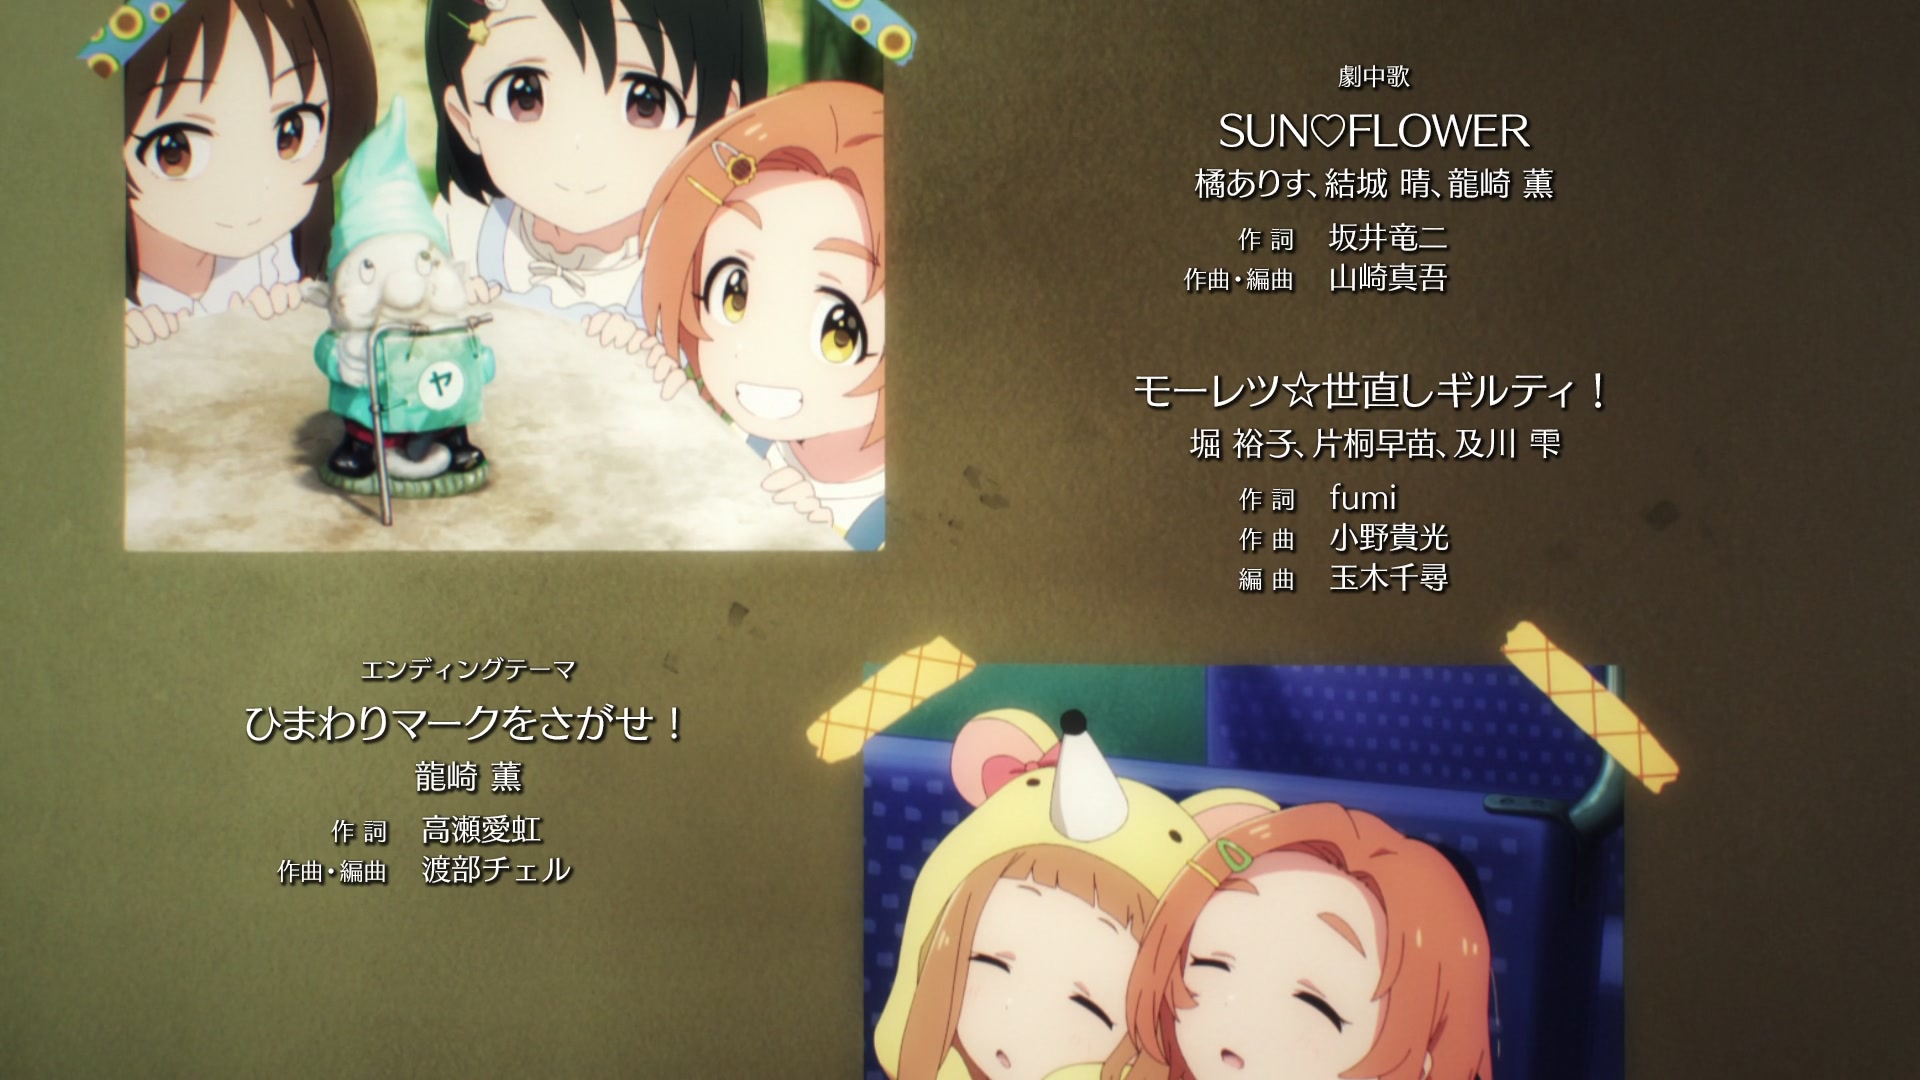 劇中歌
SUN♡FLOWER
橘ありす、結城 晴、龍崎 薫
作 詞 坂井竜二
作曲・編曲 山崎真吾
モーレツ☆世直しギルティ！
堀 裕子、片桐早苗、及川 雫
作 詞 fumi
作 曲 小野貴光
編 曲 玉木千尋
エンディングテーマ
ひまわりマークをさがせ！
龍崎 薫
作 詞 高瀬愛虹
作曲・編曲 渡部チェル
ヤ